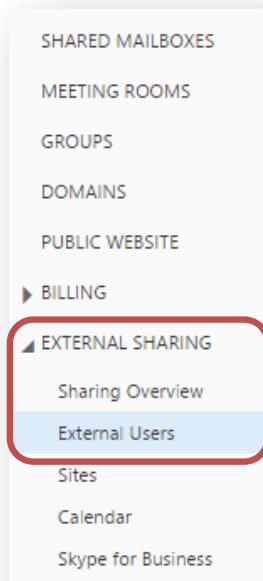 SHARED MAILBOXES
MEETING ROOMS
GROUPS
DOMAINS
PUBLIC WEBSITE
BILLING
EXTERNAL SHARING
Sharing Overview
External Users
Sites
Calendar
Skype for Business